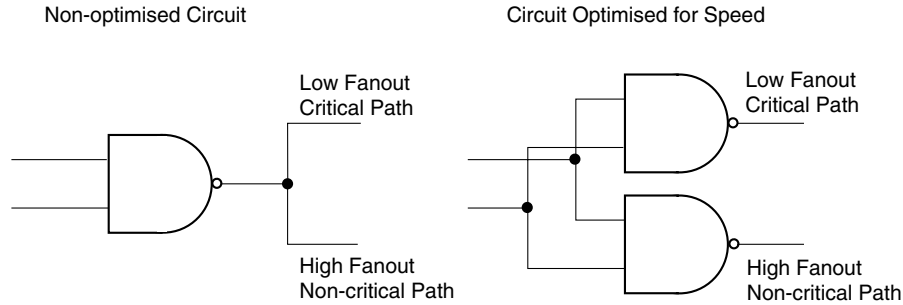 Non-optimised Circuit
Circuit Optimised for Speed
Low Fanout
Critical Path
High Fanout
Non-critical Path
Low Fanout
Critical Path
High Fanout
Non-critical Path